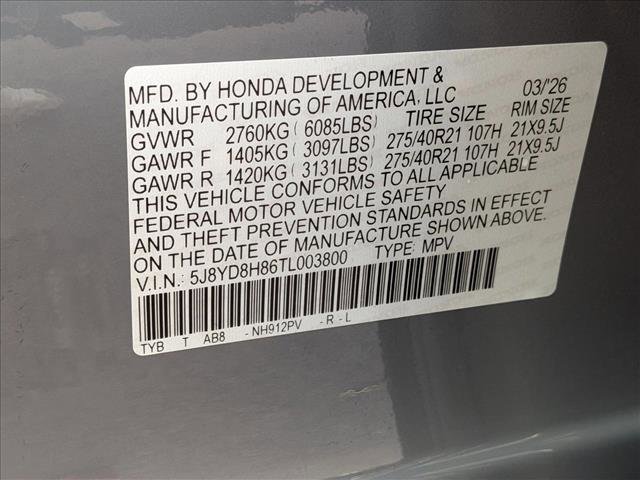 MFD. BY HONDA DEVELOPMENT &
MANUFACTURING OF AMERICA, LLC 03/'26
GVWR 2760KG ( 6085LBS) TIRE SIZE RIM SIZE
GAWR F 1405KG ( 3097LBS) 275/40R21 107H 21X9.5J
GAWR R 1420KG ( 3131LBS) 275/40R21 107H 21X9.5J
THIS VEHICLE CONFORMS TO ALL APPLICABLE
FEDERAL MOTOR VEHICLE SAFETY
AND THEFT PREVENTION STANDARDS IN EFFECT
ON THE DATE OF MANUFACTURE SHOWN ABOVE.
V.I.N.: 5J8YD8H86TL003800 TYPE: MPV
TYB T AB8 -NH912PV -R-L